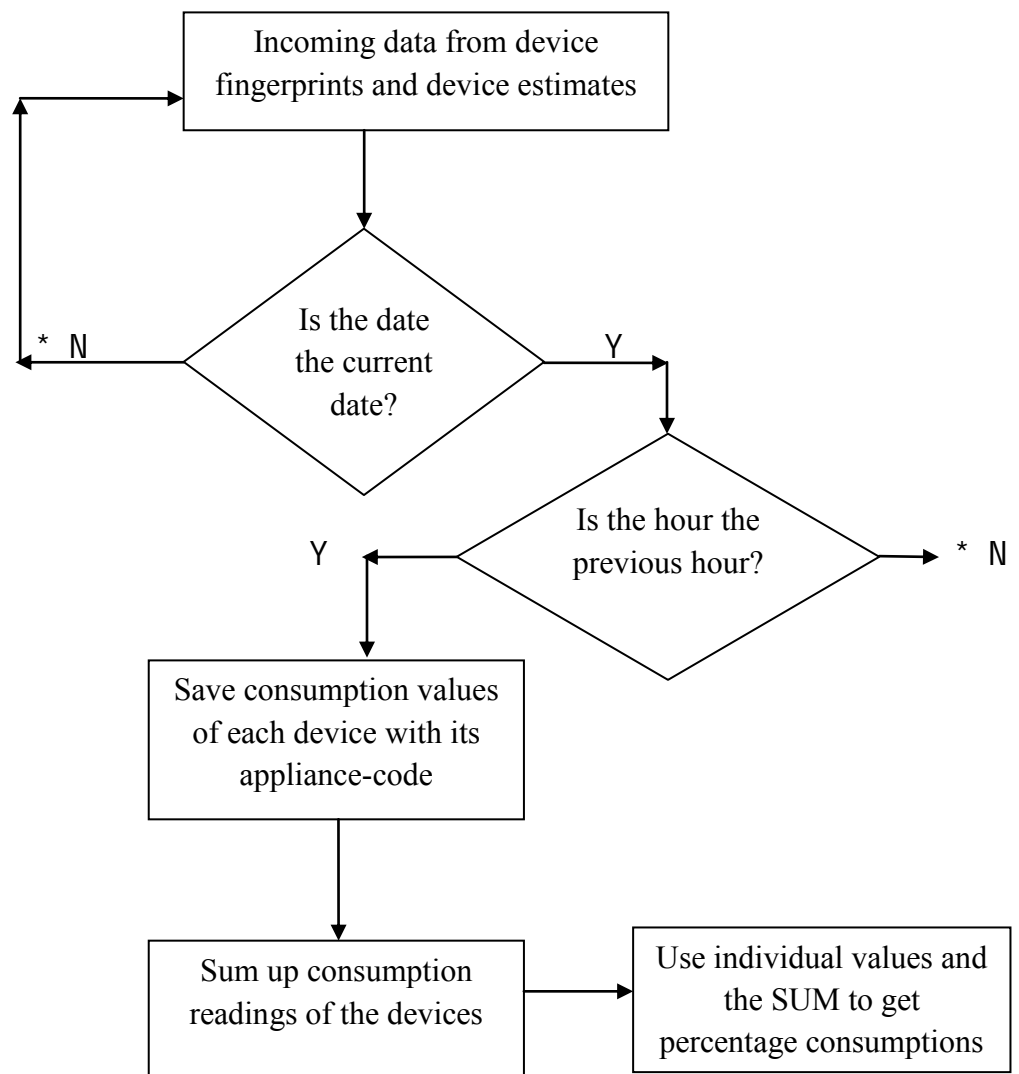 Incoming data from device
fingerprints and device estimates
Is the date
the current
date?
* N
Y
Is the hour the
previous hour?
Y
* N
Save consumption values
of each device with its
appliance-code
Sum up consumption
readings of the devices
Use individual values and
the SUM to get
percentage consumptions